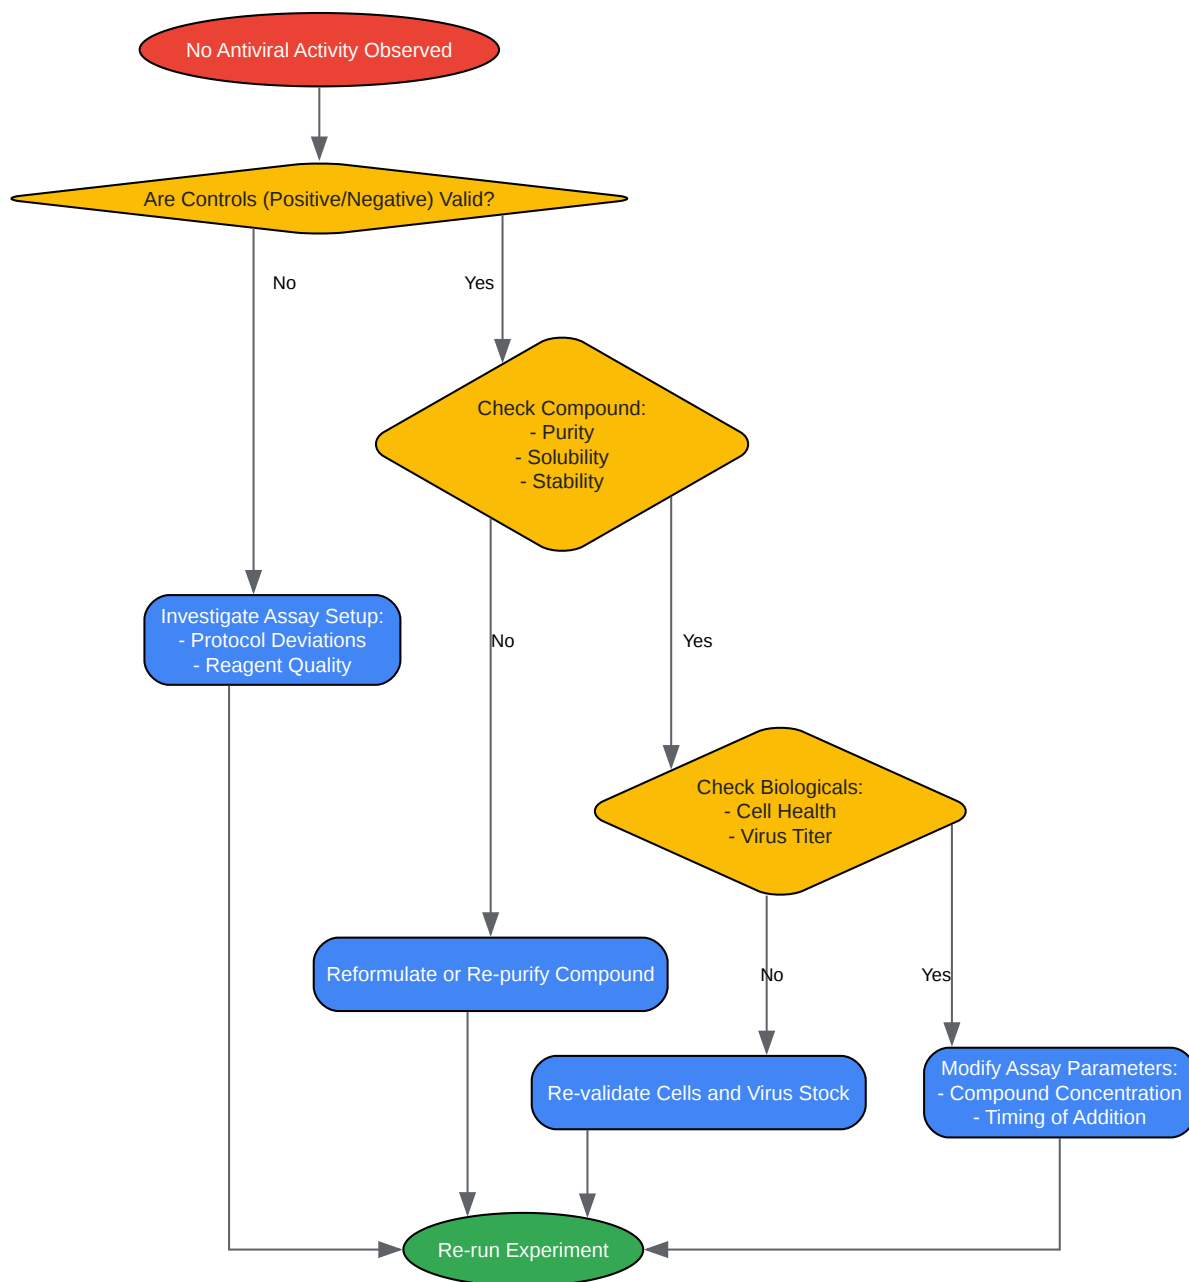 No Antiviral Activity Observed
Are Controls (Positive/Negative) Valid?
No
Yes
Check Compound:
- Purity
- Solubility
- Stability
Investigate Assay Setup:
- Protocol Deviations
- Reagent Quality
No
Yes
Check Biologicals:
- Cell Health
- Virus Titer
Reformulate or Re-purify Compound
No
Yes
Re-validate Cells and Virus Stock
Modify Assay Parameters:
- Compound Concentration
- Timing of Addition
Re-run Experiment